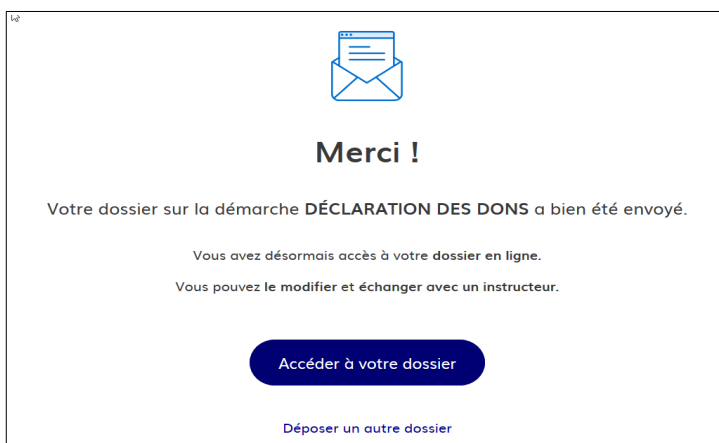 Merci !
Votre dossier sur la démarche DÉCLARATION DES DONS a bien été envoyé.
Vous avez désormais accès à votre dossier en ligne.
Vous pouvez le modifier et échanger avec un instructeur.
Accéder à votre dossier
Déposer un autre dossier